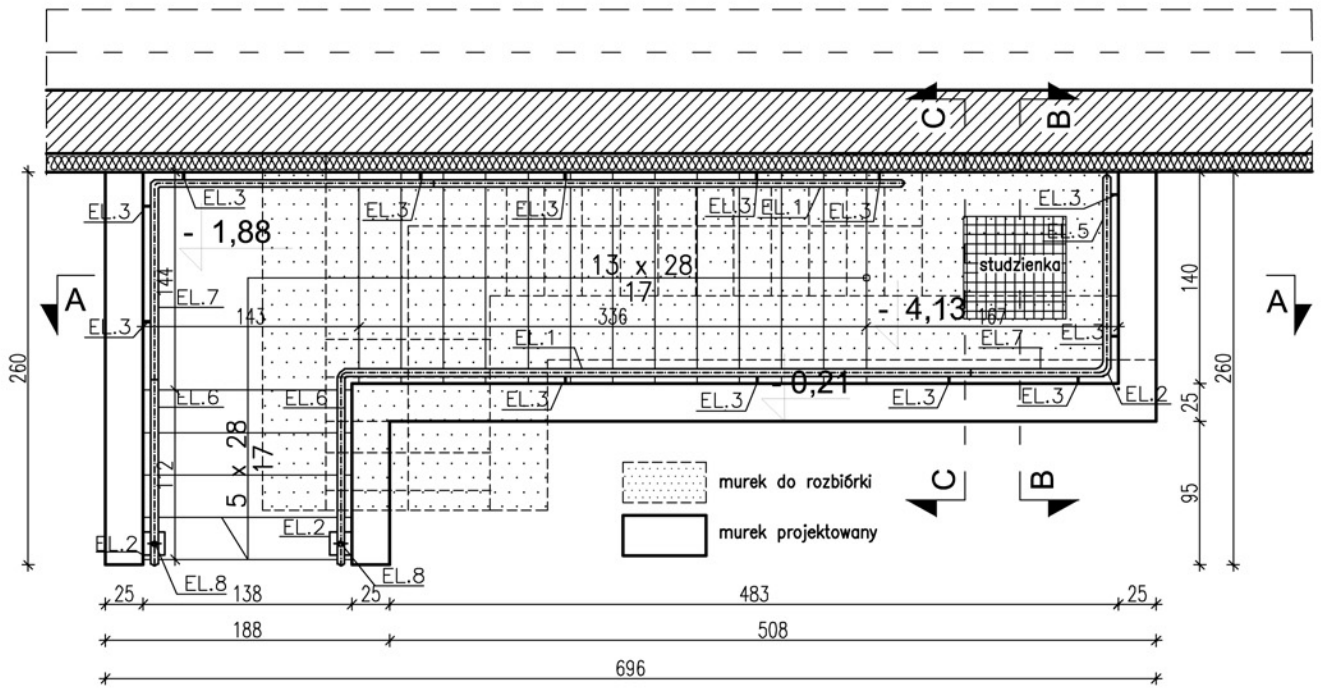 C
B
EL.3
EL.3
EL.3
EL.3
EL.3
EL.1
EL.3
EL.3
EL.5
- 1,88
144
13 x 28
17
studzienka
140
A
A
EL.7
EL.3
143
336
- 4,13
167
EL.1
EL.7
EL.3
260
260
- 0,21
EL.6
EL.6
EL.3
EL.3
EL.3
EL.3
EL.2
25
5 x 28
17
112
C
B
murek do rozbiórki
95
EL.2
EL.2
murek projektowany
EL.8
EL.8
25
138
25
483
25
188
508
696